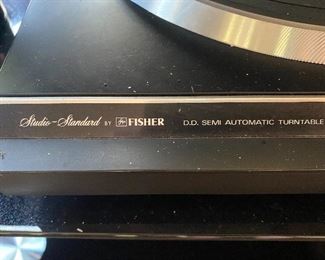 Studio-Standard BY FISHER D.D. SEMI AUTOMATIC TURNTABLE